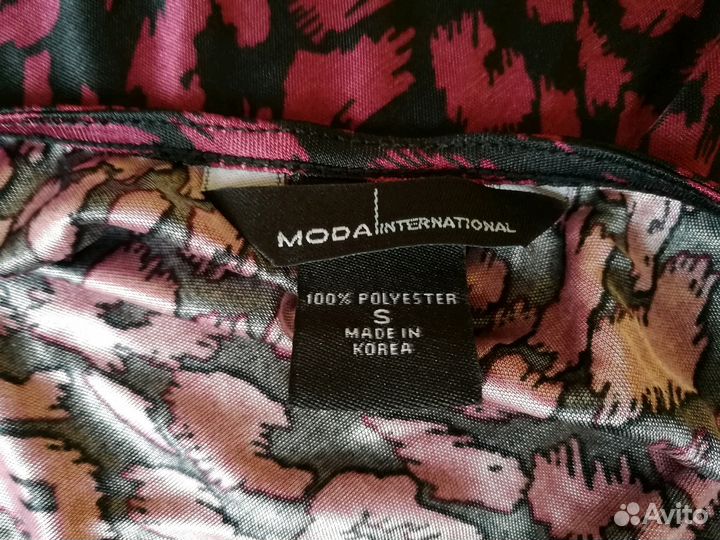 MODA INTERNATIONAL
100% POLYESTER
S
MADE IN
KOREA
Avito